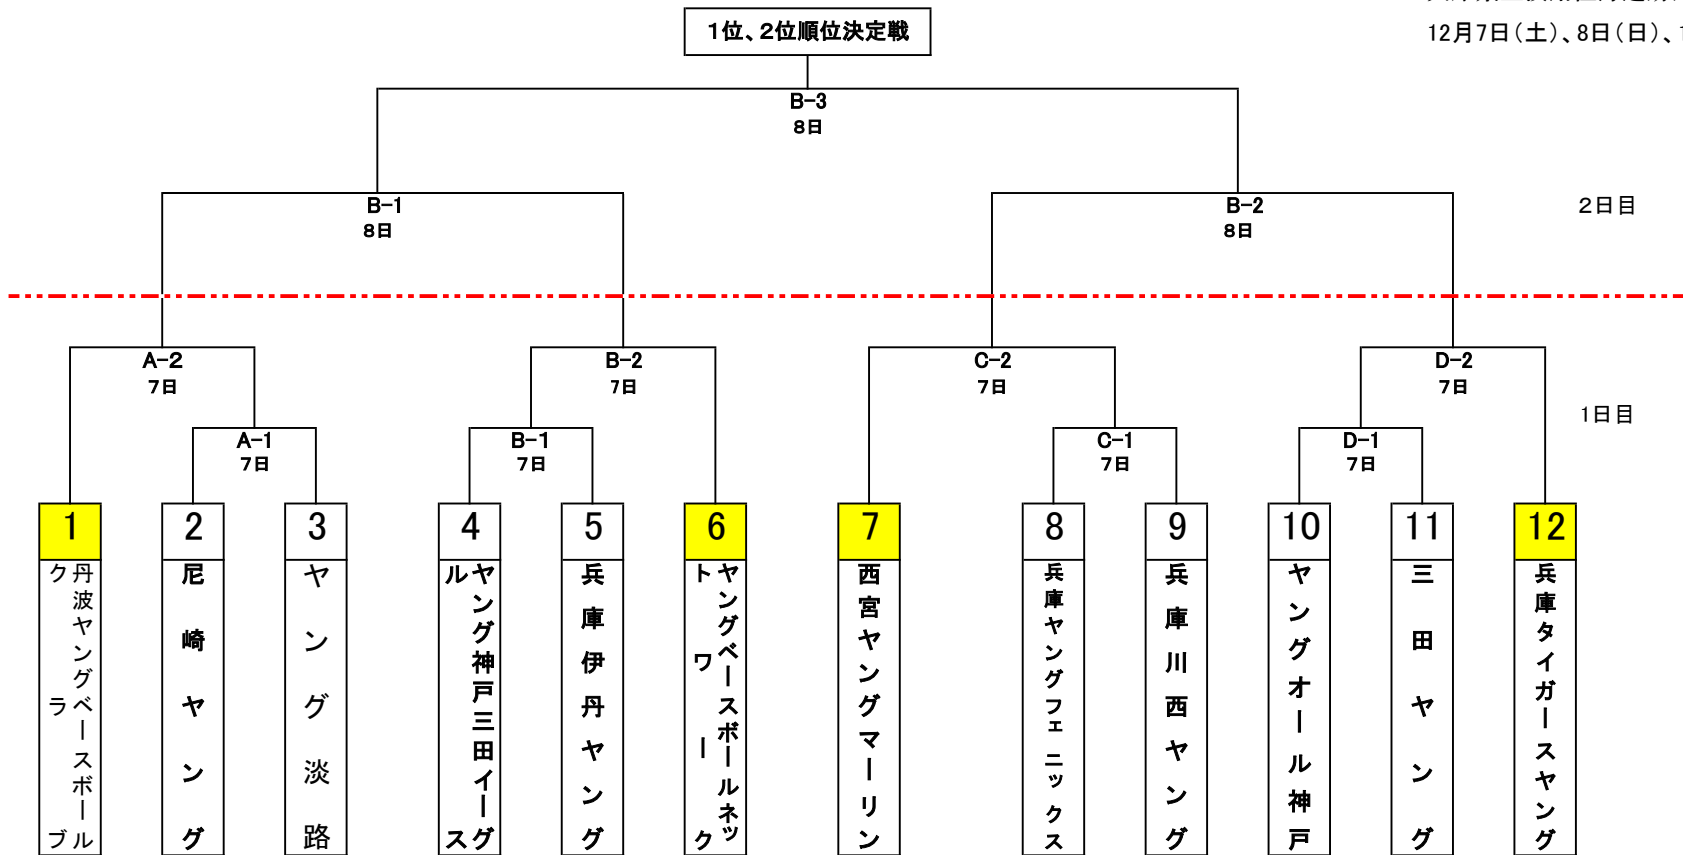 1位、2位順位決定戦
12月7日(土)、8日(日)、
B-3
8日
B-1
8日
B-2
8日
2日目
A-2
7日
B-2
7日
C-2
7日
D-2
7日
1日目
A-1
7日
B-1
7日
C-1
7日
D-1
7日
1
2
3
4
5
6
7
8
9
10
11
12
丹波ヤングベースボール
クラブ
尼崎ヤング
ヤング淡路
ヤング神戸三田イーグ
ルス
兵庫伊丹ヤング
ヤングベースボールネッ
トワーク
西宮ヤングマーリン
兵庫ヤングフェニックス
兵庫川西ヤング
ヤングオール神戸
三田ヤング
兵庫タイガースヤング